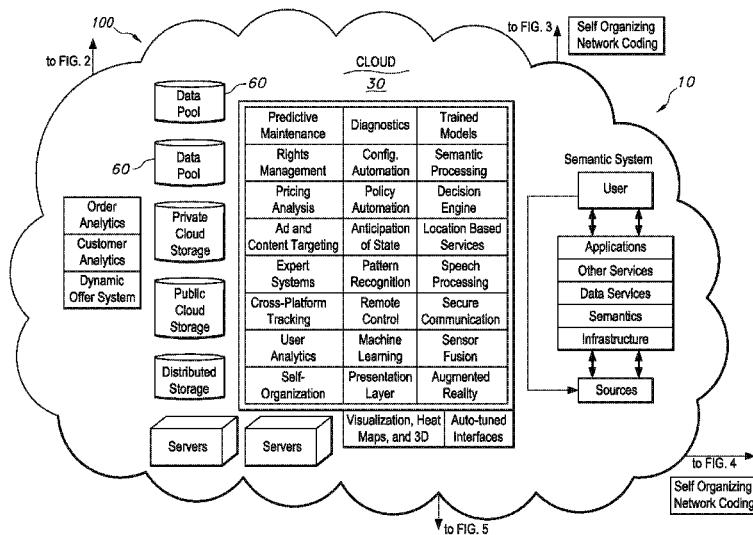 100
to FIG. 2
to FIG. 3
Self Organizing
Network Coding
10
CLOUD
30
60
Data
Pool
60
Data
Pool
Private
Cloud
Storage
Public
Cloud
Storage
Distributed
Storage
Servers
Servers
Order
Analytics
Customer
Analytics
Dynamic
Offer System
Predictive
Maintenance
Diagnostics
Trained
Models
Rights
Management
Config.
Automation
Semantic
Processing
Pricing
Analysis
Policy
Automation
Decision
Engine
Ad and
Content Targeting
Anticipation
of State
Location Based
Services
Expert
Systems
Pattern
Recognition
Speech
Processing
Cross-Platform
Tracking
Remote
Control
Secure
Communication
User
Analytics
Machine
Learning
Sensor
Fusion
Self-
Organization
Presentation
Layer
Augmented
Reality
Visualization, Heat
Maps, and 3D
Auto-tuned
Interfaces
Semantic System
User
Applications
Other Services
Data Services
Semantics
Infrastructure
Sources
to FIG. 4
Self Organizing
Network Coding
to FIG. 5